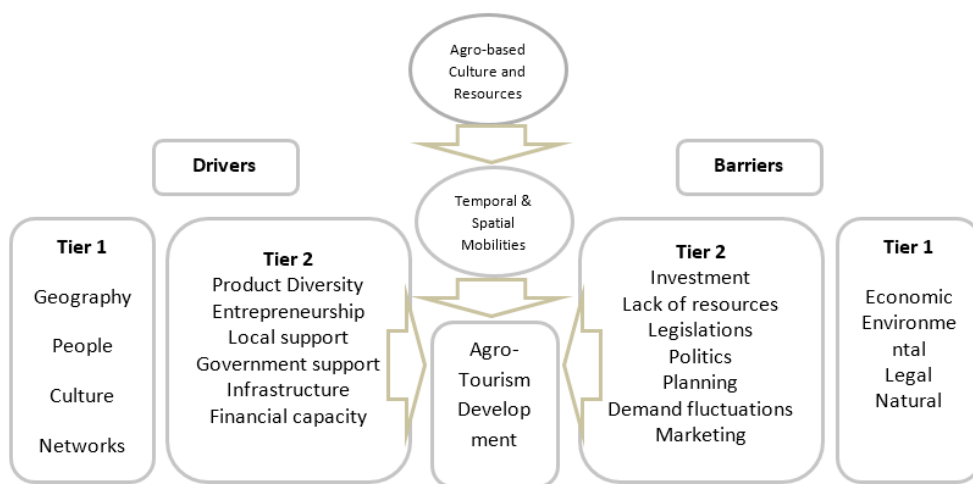 Agro-based
Culture and
Resources
Drivers
Barriers
Temporal &
Spatial
Mobilities
Tier 1
Geography
People
Culture
Networks
Tier 2
Product Diversity
Entrepreneurship
Local support
Government support
Infrastructure
Financial capacity
Agro-
Tourism
Develop
ment
Tier 2
Investment
Lack of resources
Legislations
Politics
Planning
Demand fluctuations
Marketing
Tier 1
Economic
Environme
ntal
Legal
Natural